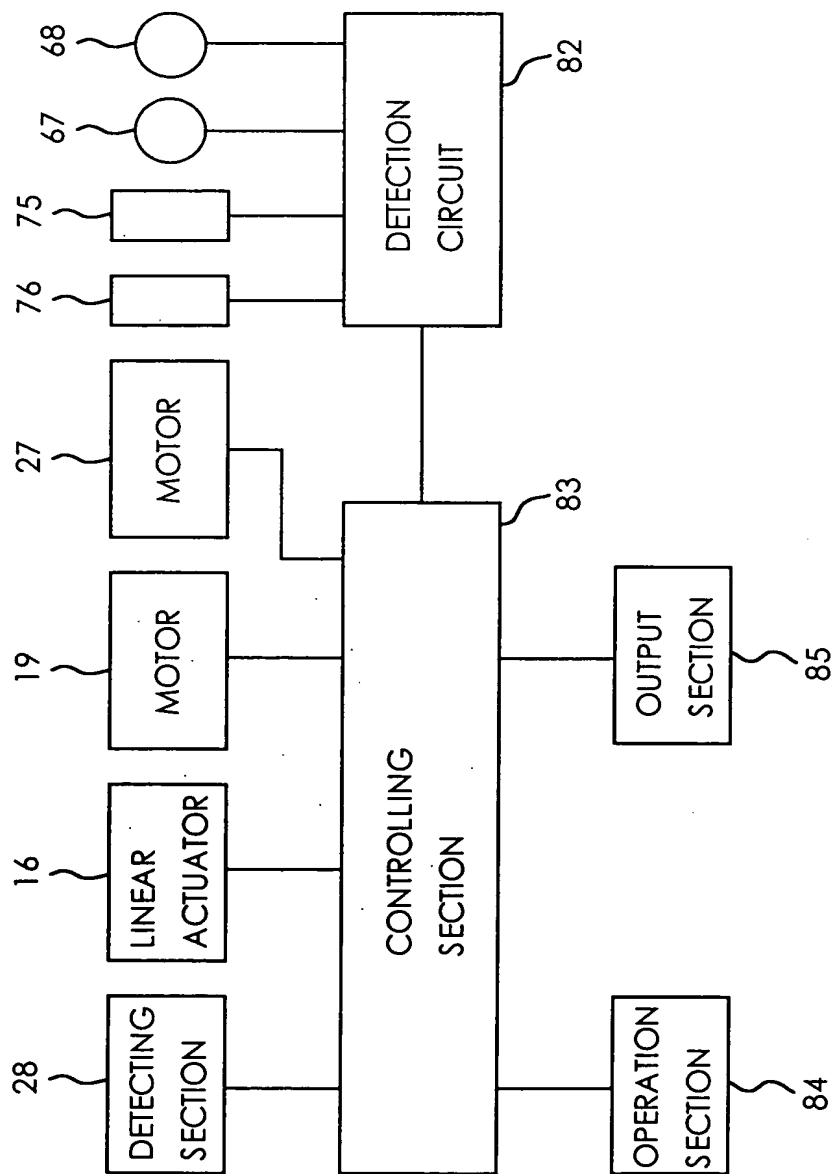 28
16
19
27
76
75
67
68
DETECTING
SECTION
LINEAR
ACTUATOR
MOTOR
MOTOR
CONTROLLING
SECTION
83
DETECTION
CIRCUIT
82
OPERATION
SECTION
84
OUTPUT
SECTION
85